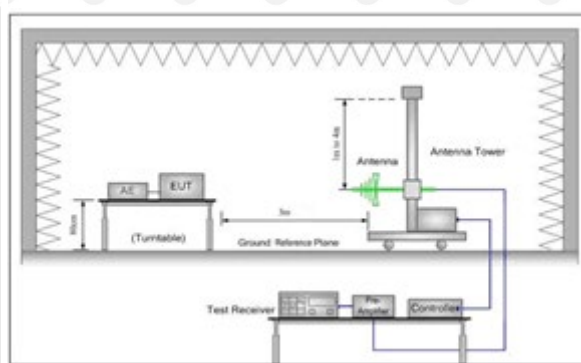 1m to 4m
Antenna
Antenna Tower
AE
EUT
80cm
3m
(Turntable)
Ground Reference Plane
Test Receiver
Pre-
Amplifier
Controller